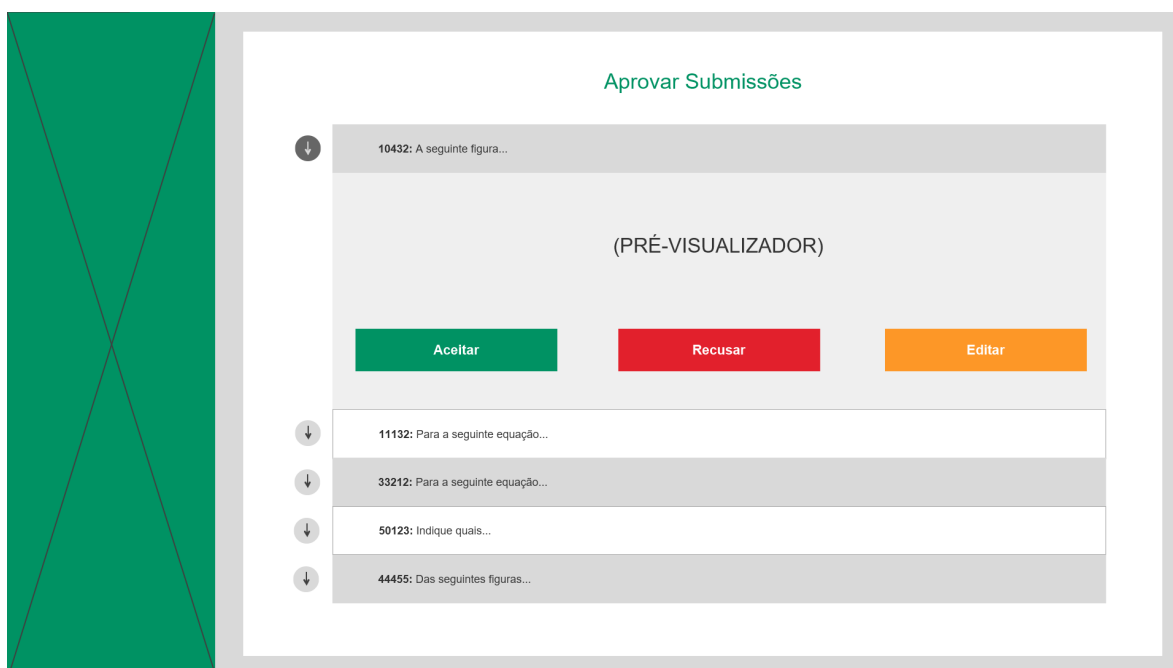 Aprovar Submissões
10432: A seguinte figura...
(PRÉ-VISUALIZADOR)
Aceitar
Recusar
Editar
11132: Para a seguinte equação...
33212: Para a seguinte equação...
50123: Indique quais...
44455: Das seguintes figuras...